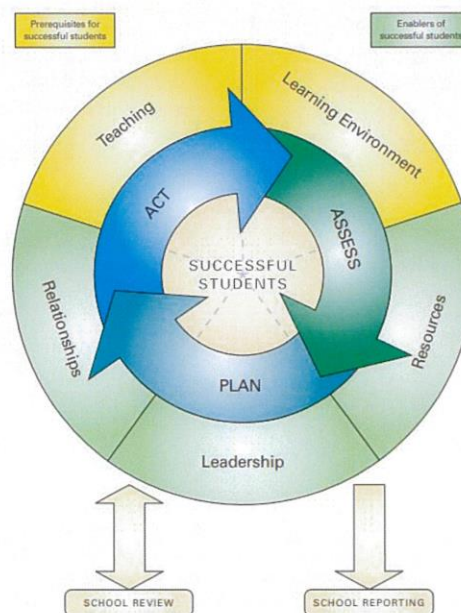 Prerequisites for
successful students
Enablers of
successful students
Teaching
Learning Environment
ACT
ASSESS
SUCCESSFUL
STUDENTS
Relationships
Resources
PLAN
Leadership
SCHOOL REVIEW
SCHOOL REPORTING